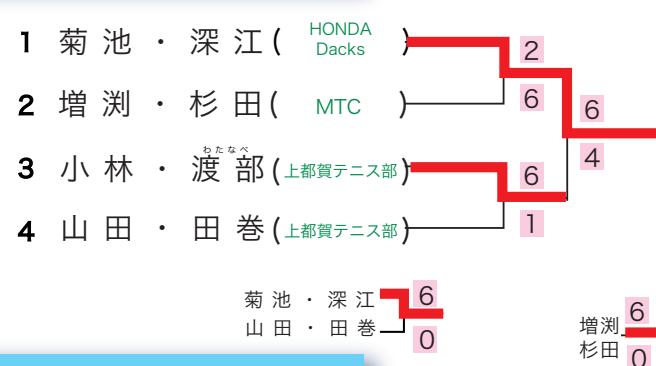 1 菊池・深江(HONDA Dacks)
2
6
2 増渕・杉田(MTC)
6
4
わたなべ
3 小林・渡部(上都賀テニス部)
6
1
4 山田・田巻(上都賀テニス部)
菊池・深江 6
山田・田巻 0
増渕 6
杉田 0